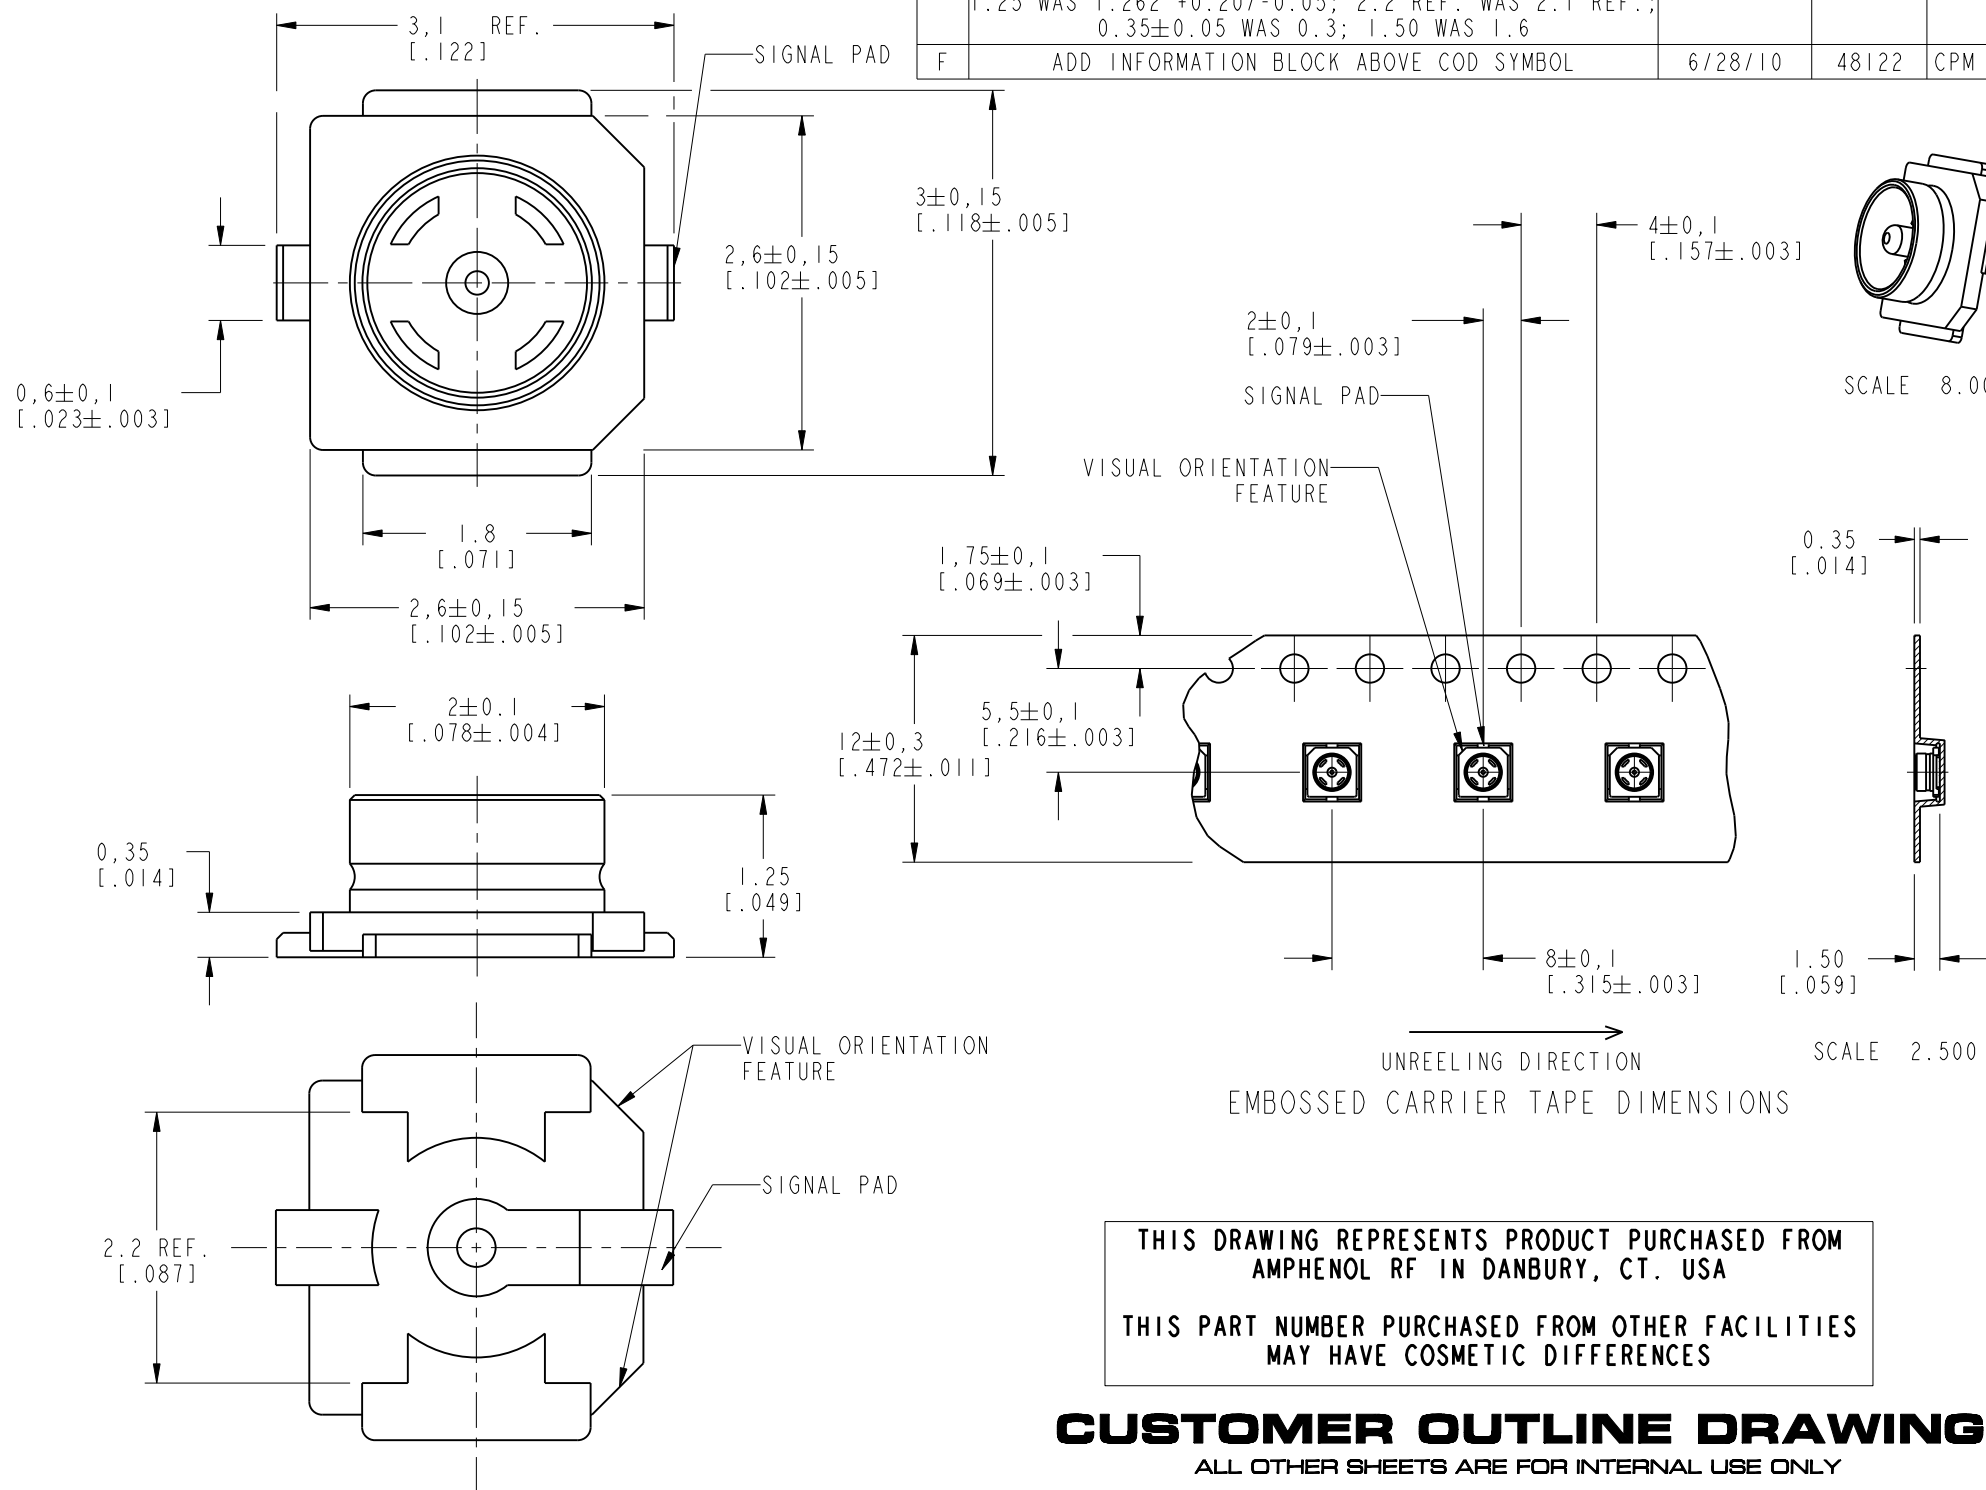 1.25 WAS 1.262 +0.207-0.05; 2.2 REF. WAS 2.1 REF.;
0.35±0.05 WAS 0.3; 1.50 WAS 1.6
F ADD INFORMATION BLOCK ABOVE COD SYMBOL 6/28/10 48122 CPM
3,1 REF.
[.122]
SIGNAL PAD
3±0,15
[.118±.005]
2,6±0,15
[.102±.005]
0,6±0,1
[.023±.003]
1.8
[.071]
2,6±0,15
[.102±.005]
4±0,1
[.157±.003]
2±0,1
[.079±.003]
SIGNAL PAD
VISUAL ORIENTATION
FEATURE
SCALE 8.00
1,75±0,1
[.069±.003]
0.35
[.014]
5,5±0,1
[.216±.003]
12±0,3
[.472±.011]
2±0.1
[.078±.004]
0,35
[.014]
1.25
[.049]
8±0,1
[.315±.003]
1.50
[.059]
UNREELING DIRECTION
SCALE 2.500
EMBOSSED CARRIER TAPE DIMENSIONS
VISUAL ORIENTATION
FEATURE
SIGNAL PAD
2.2 REF.
[.087]
THIS DRAWING REPRESENTS PRODUCT PURCHASED FROM
AMPHENOL RF IN DANBURY, CT. USA
THIS PART NUMBER PURCHASED FROM OTHER FACILITIES
MAY HAVE COSMETIC DIFFERENCES
CUSTOMER OUTLINE DRAWING
ALL OTHER SHEETS ARE FOR INTERNAL USE ONLY